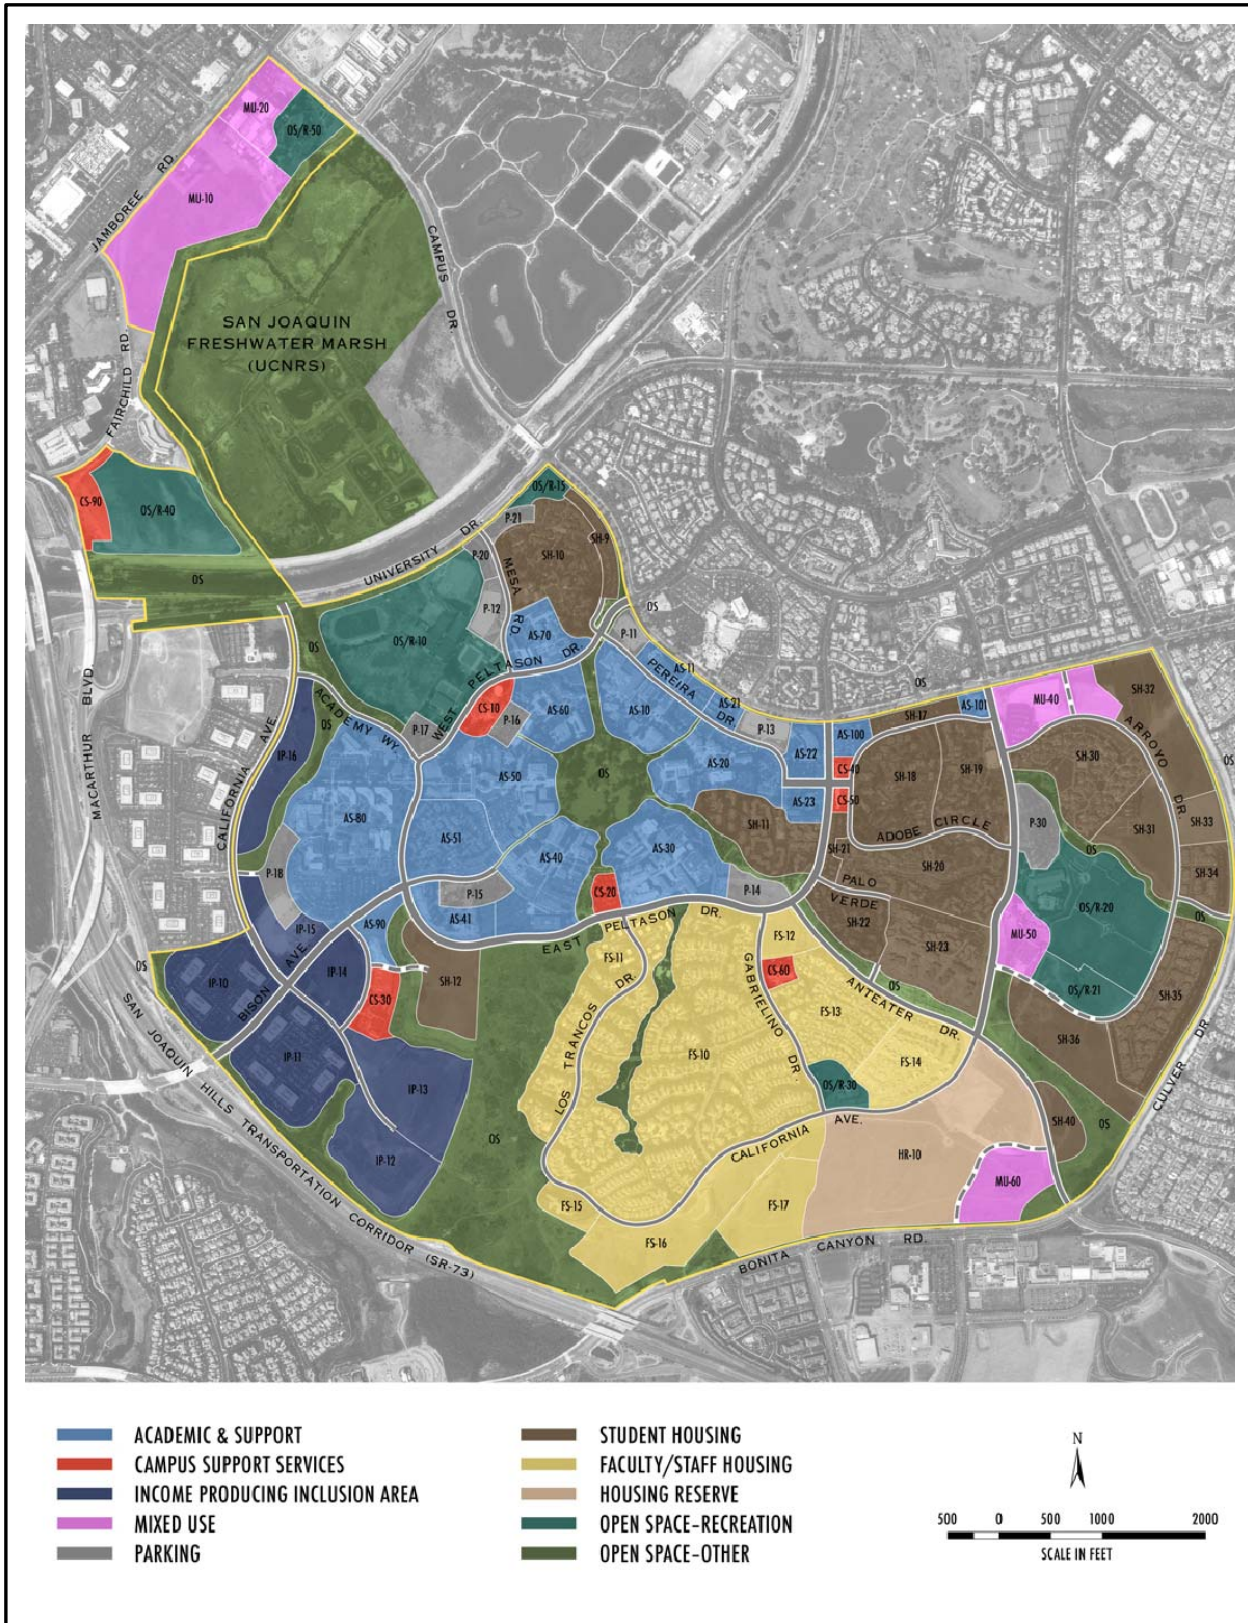 MU-20
OS/R-50
JAMBOREE RD.
MU-10
CAMPUS DR.
SAN JOAQUIN
FRESHWATER MARSH
(UCNRS)
FAIRCHILD RD.
CS-90
OS/R-40
OS
UNIVERSITY DR.
OS/R-15
P-21
SH-9
SH-10
P-20
MESA RD.
P-12
OS/R-10
AS-70
OS
P-11
OS
WEST PELTASON DR.
PEREIRA DR.
AS-11
AS-21
MACARTHUR BLVD.
CALIFORNIA AVE.
OS
ACADEMY WY.
OS
IP-16
P-17
CS-10
P-16
AS-60
AS-10
IP-13
AS-22
AS-100
SH-17
AS-101
OS
MU-40
SH-32
ARROYO DR.
OS
AS-50
OS
AS-20
CS-40
SH-18
SH-19
SH-30
AS-80
AS-23
CS-50
AS-51
SH-11
ADOBE CIRCLE
P-30
SH-31
SH-33
OS
AS-40
AS-30
SH-21
SH-20
SH-34
P-18
P-15
CS-20
P-14
PALO VERDE
OS/R-20
OS
IP-15
AS-90
AS-41
EAST PELTASON DR.
SH-22
MU-50
SH-23
BISON AVE.
FS-11
FS-12
OS
IP-10
IP-14
CS-30
SH-12
CS-60
GABRIELINO DR.
ANTEATER DR.
OS
OS/R-21
SH-35
SAN JOAQUIN HILLS TRANSPORTATION CORRIDOR (SR-73)
LOS TRANCOS DR.
FS-10
FS-13
FS-14
SH-36
CULVER DR.
IP-11
IP-13
OS/R-30
CALIFORNIA AVE.
SH-40
OS
OS
IP-12
HR-10
MU-60
FS-15
FS-17
FS-16
BONITA CANYON RD.
ACADEMIC & SUPPORT
CAMPUS SUPPORT SERVICES
INCOME PRODUCING INCLUSION AREA
MIXED USE
PARKING
STUDENT HOUSING
FACULTY/STAFF HOUSING
HOUSING RESERVE
OPEN SPACE-RECREATION
OPEN SPACE-OTHER
N
500 0 500 1000 2000
SCALE IN FEET